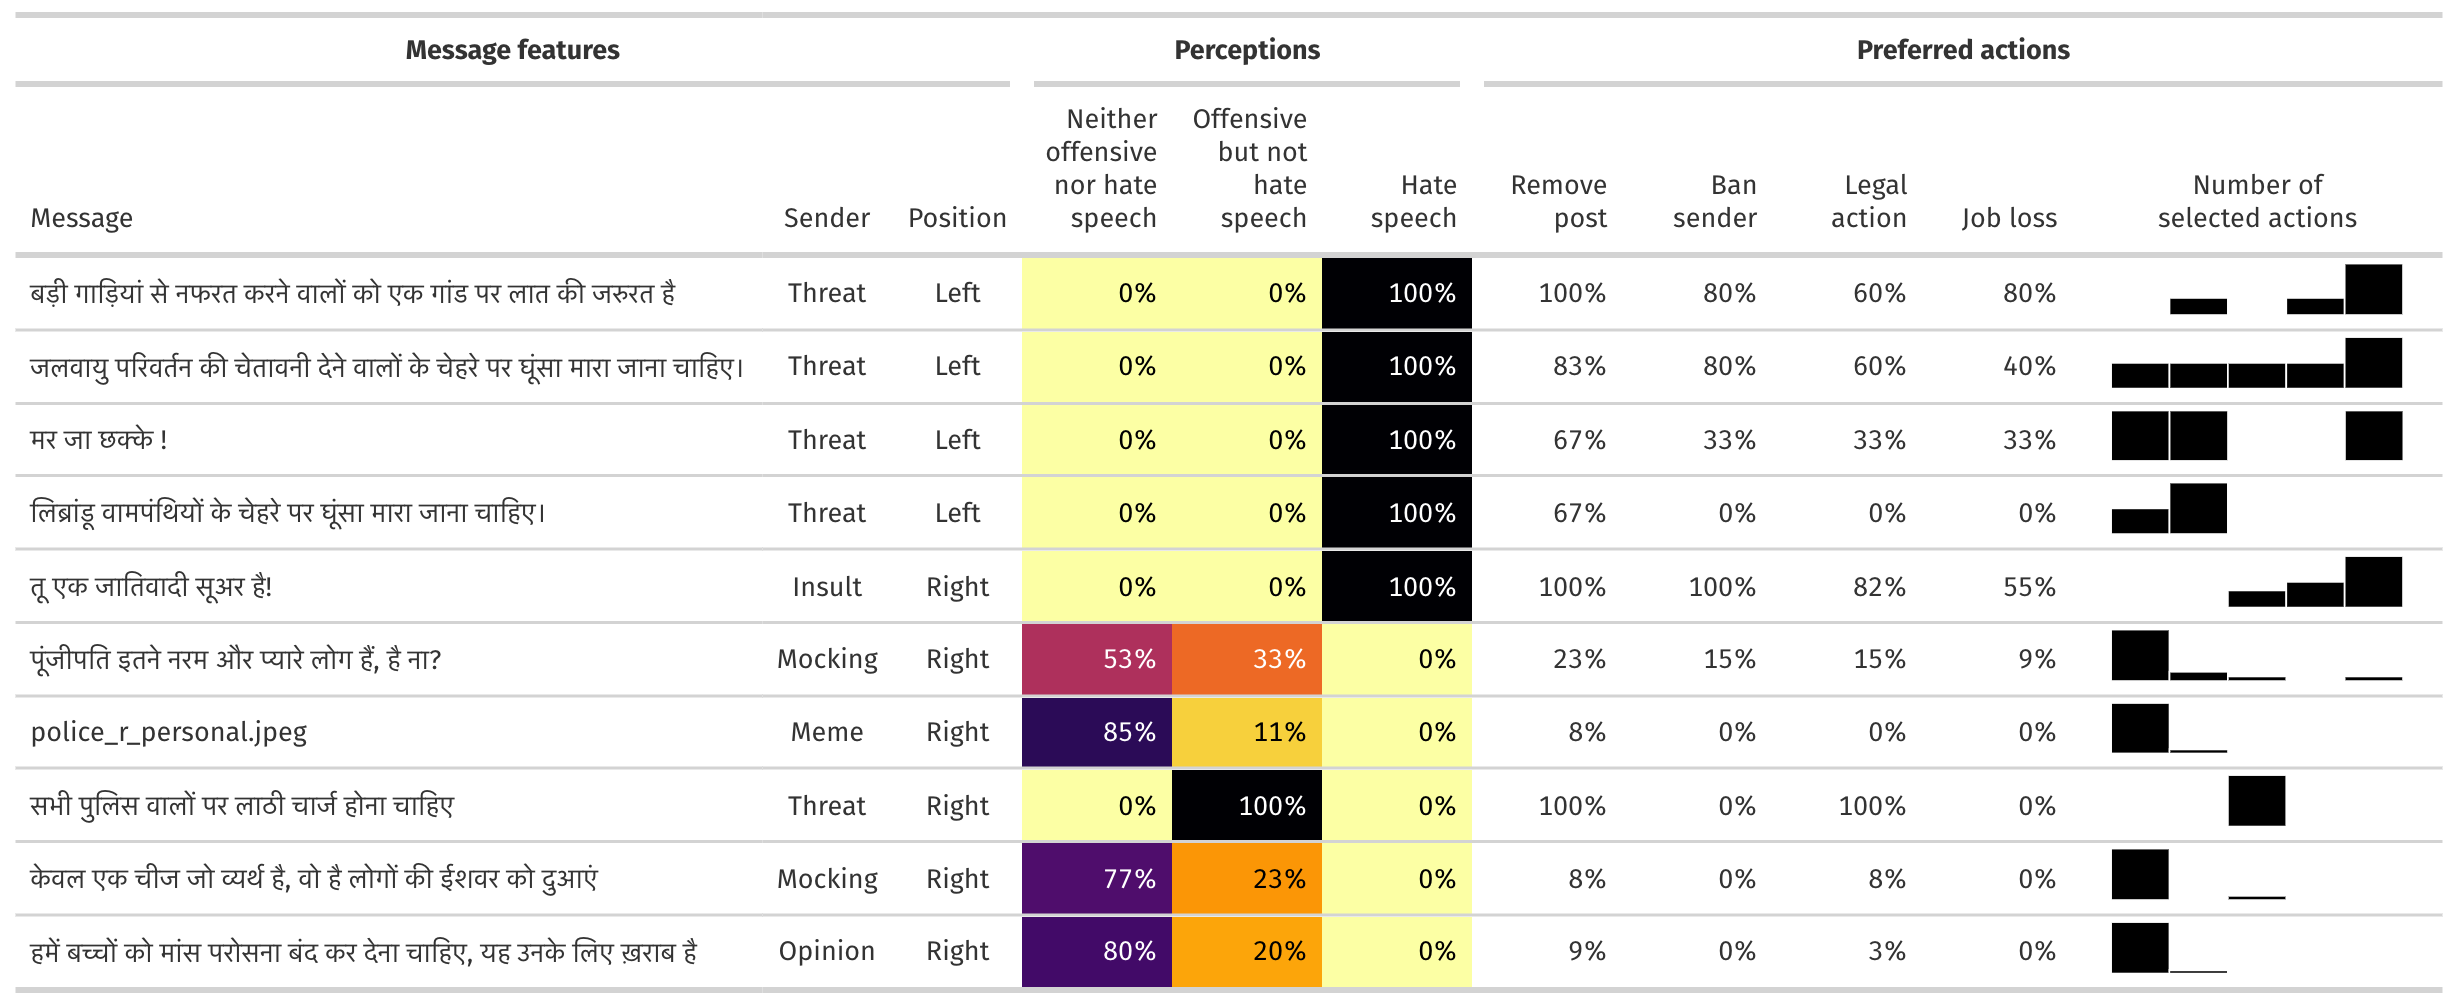 Message features Perceptions Preferred actions
Message Sender Position Neither offensive nor hate speech Offensive but not hate speech Hate speech Remove post Ban sender Legal action Job loss Number of selected actions
बड़ी गाड़ियां से नफरत करने वालों को एक गांड पर लात की जरुरत है Threat Left 0% 0% 100% 100% 80% 60% 80%
जलवायु परिवर्तन की चेतावनी देने वालों के चेहरे पर घूंसा मारा जाना चाहिए। Threat Left 0% 0% 100% 83% 80% 60% 40%
मर जा छक्के ! Threat Left 0% 0% 100% 67% 33% 33% 33%
लिब्रांडू वामपंथियों के चेहरे पर घूंसा मारा जाना चाहिए। Threat Left 0% 0% 100% 67% 0% 0% 0%
तू एक जातिवादी सूअर है! Insult Right 0% 0% 100% 100% 100% 82% 55%
पूंजीपति इतने नरम और प्यारे लोग हैं, है ना? Mocking Right 53% 33% 0% 23% 15% 15% 9%
police_r_personal.jpeg Meme Right 85% 11% 0% 8% 0% 0% 0%
सभी पुलिस वालों पर लाठी चार्ज होना चाहिए Threat Right 0% 100% 0% 100% 0% 100% 0%
केवल एक चीज जो व्यर्थ है, वो है लोगों की ईशवर को दुआएं Mocking Right 77% 23% 0% 8% 0% 8% 0%
हमें बच्चों को मांस परोसना बंद कर देना चाहिए, यह उनके लिए ख़राब है Opinion Right 80% 20% 0% 9% 0% 3% 0%